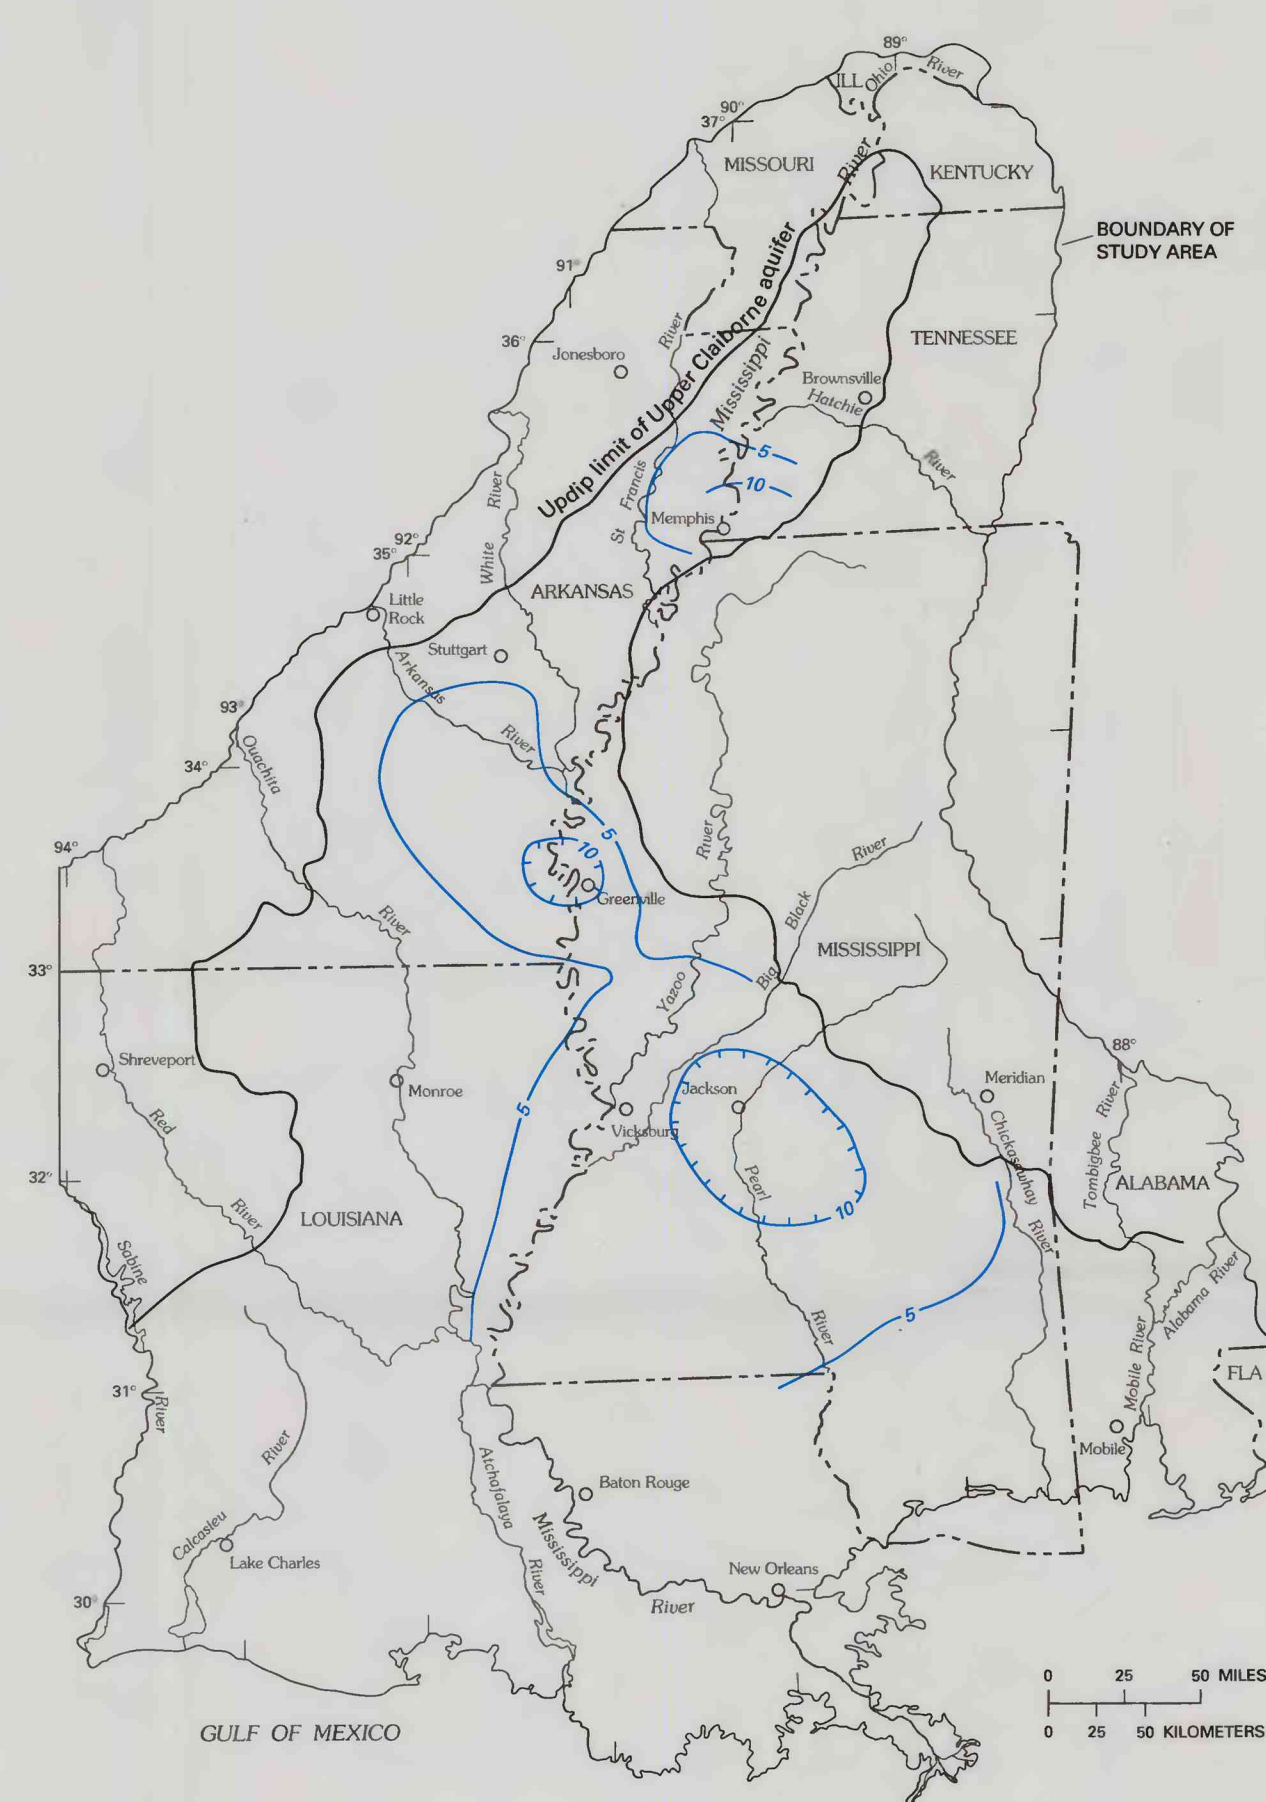 89°
ILL
Ohio
River
90°
37°
MISSOURI
River
KENTUCKY
BOUNDARY OF
STUDY AREA
Updip limit of Upper Claiborne aquifer
91°
36°
Jonesboro
River
Mississippi
TENNESSEE
Brownsville
Hatchie
River
5
10
White
River
St
Francis
Memphis
92°
35°
Little
Rock
ARKANSAS
Stuttgart
Arkansas
River
93°
34°
Ouachita
River
94°
5
10
Greenville
River
Black
River
MISSISSIPPI
33°
Yazoo
Big
Shreveport
Monroe
5
Vicksburg
Jackson
Meridian
88°
Red
River
32°
LOUISIANA
Pearl
River
10
Chickasawhay
River
Tombigbee
River
ALABAMA
Sabine
River
5
Mobile River
Alabama River
FLA
31°
River
Mobile
Calcasieu
Lake Charles
Atchafalaya
River
Baton Rouge
Mississippi
River
New Orleans
30°
GULF OF MEXICO
0 25 50 MILES
0 25 50 KILOMETERS